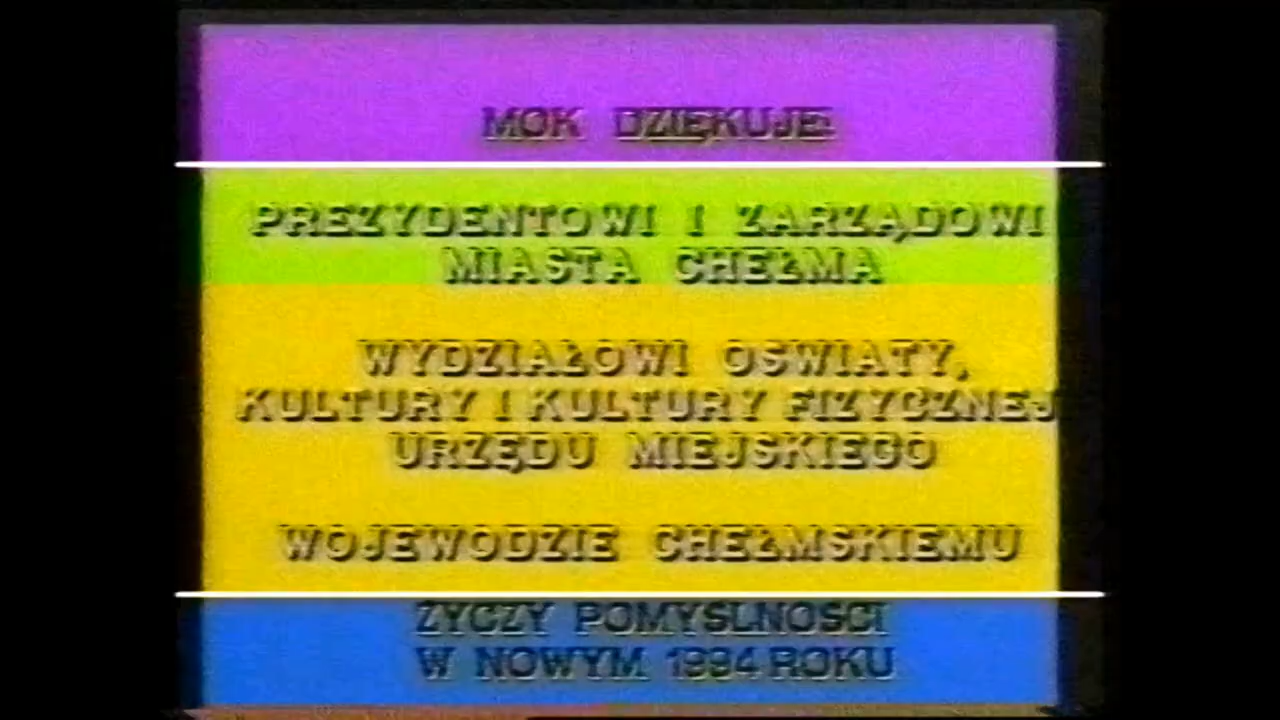 MOK DZIĘKUJE:
PREZYDENTOWI I ZARZĄDOWI
MIASTA CHEŁMA
WYDZIAŁOWI OŚWIATY,
KULTURY I KULTURY FIZYCZNEJ
URZĘDU MIEJSKIEGO
WOJEWODZIE CHEŁMSKIEMU
ŻYCZY POMYŚLNOŚCI
W NOWYM 1994 ROKU